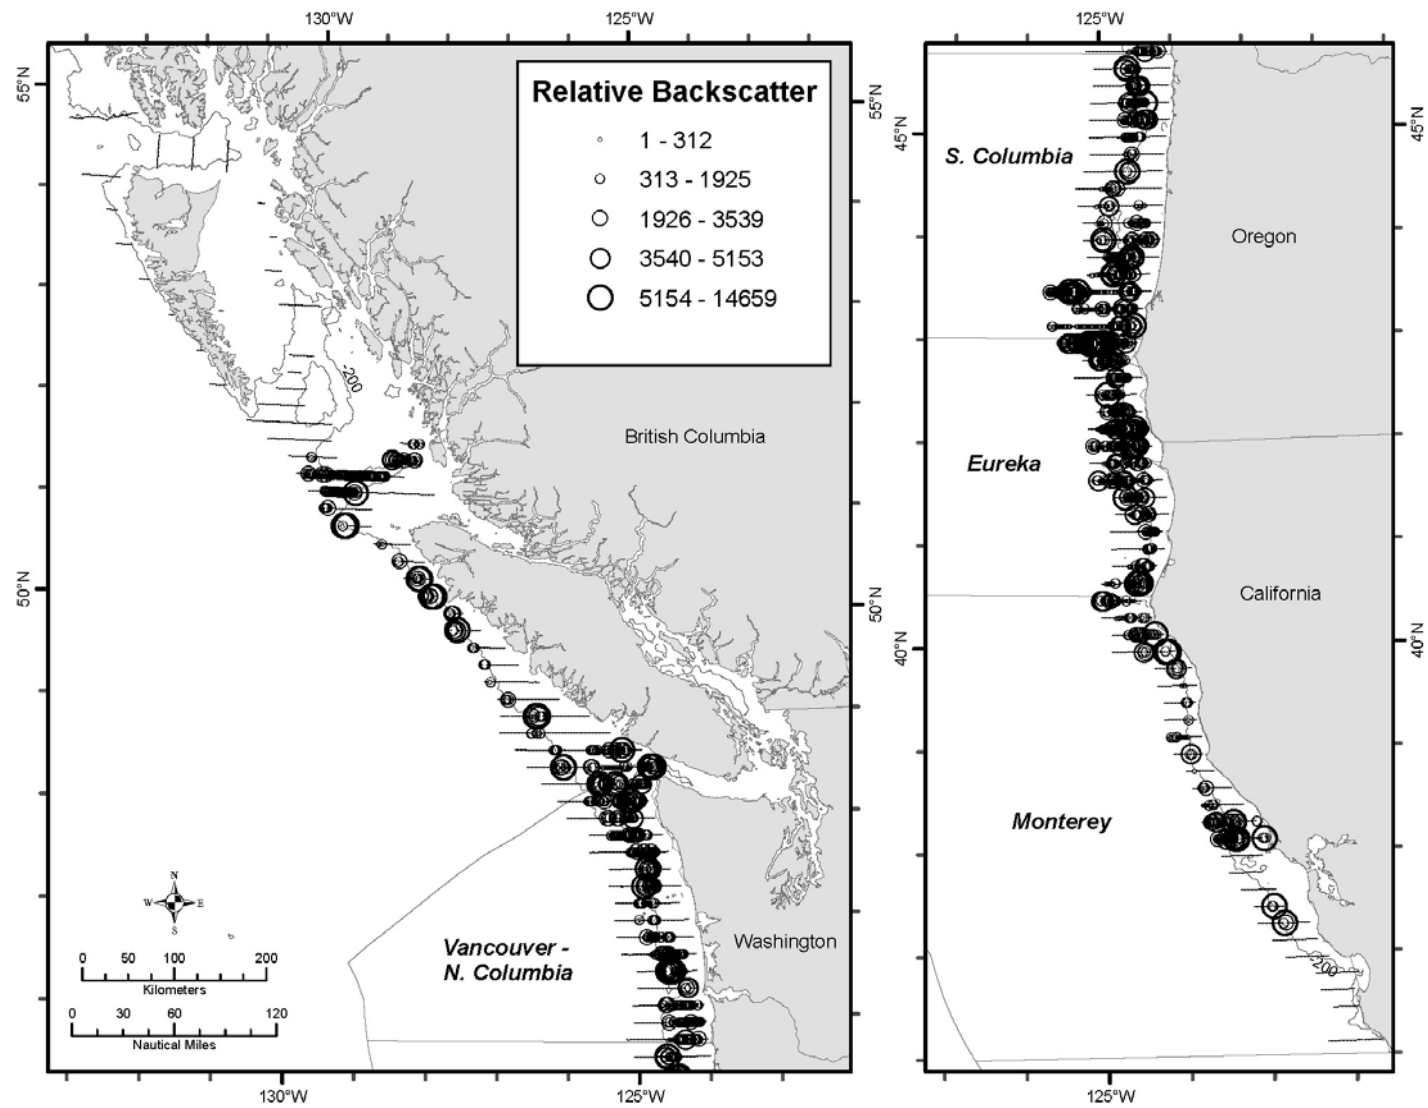 130°W
125°W
125°W
55°N
55°N
Relative Backscatter
1 - 312
313 - 1925
1926 - 3539
3540 - 5153
5154 - 14659
-200
British Columbia
50°N
50°N
N
W
E
S
0 50 100 200
Kilometers
0 30 60 120
Nautical Miles
Vancouver -
N. Columbia
Washington
130°W
125°W
45°N
45°N
S. Columbia
Oregon
Eureka
California
40°N
40°N
Monterey
-200
125°W